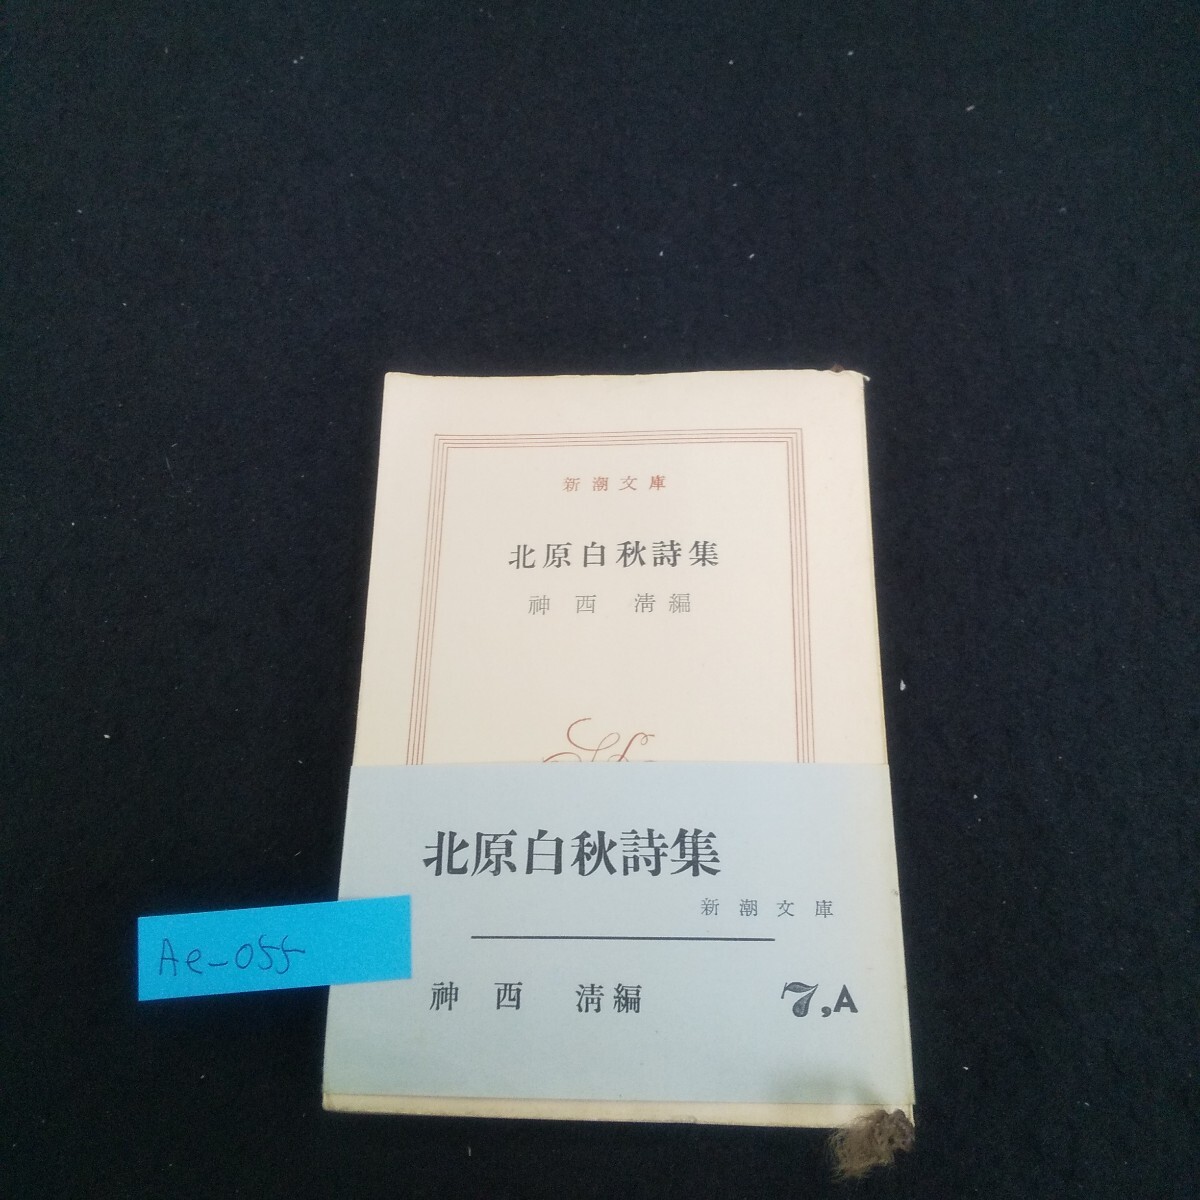 新潮文庫
北原白秋詩集
神西 清編
北原白秋詩集
新潮文庫
神西 清編
7,A
Ae-055